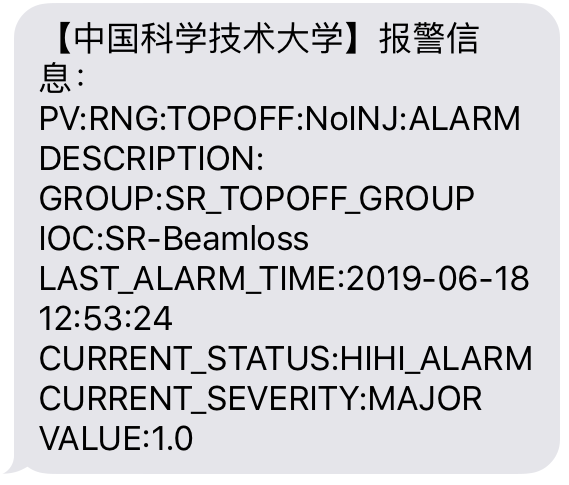 【中国科学技术大学】报警信
息：
PV:RNG:TOPOFF:NoINJ:ALARM
DESCRIPTION:
GROUP:SR_TOPOFF_GROUP
IOC:SR-Beamloss
LAST_ALARM_TIME:2019-06-18
12:53:24
CURRENT_STATUS:HIHI_ALARM
CURRENT_SEVERITY:MAJOR
VALUE:1.0